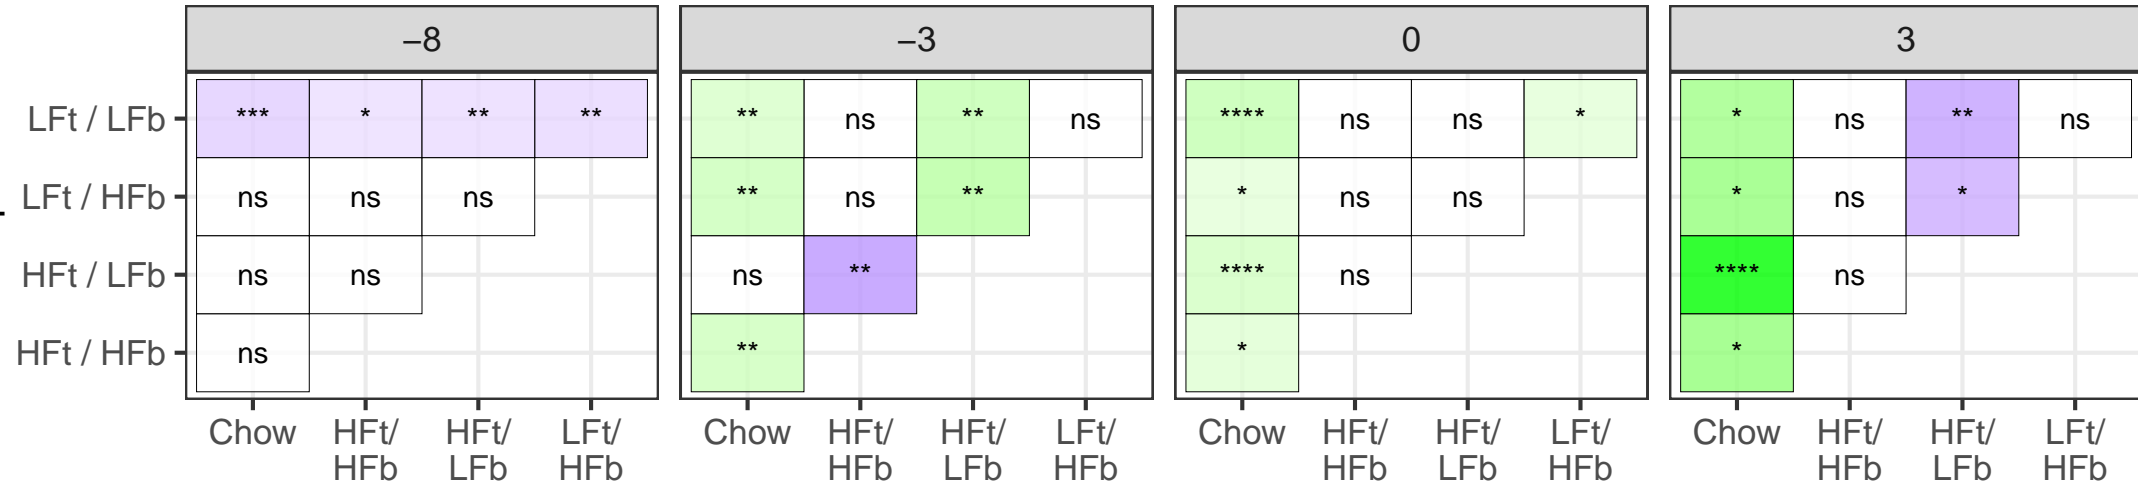 −8 −3 0 3
LFt / LFb *** * ** ** ** ns ** ns **** ns ns * * ns ** ns
LFt / HFb ns ns ns ** ns ** * ns ns * ns *
HFt / LFb ns ns ns ** **** ns **** ns
HFt / HFb ns ** * *
Chow HFt/ HFt/ LFt/ Chow HFt/ HFt/ LFt/ Chow HFt/ HFt/ LFt/ Chow HFt/ HFt/ LFt/
HFb LFb HFb HFb LFb HFb HFb LFb HFb HFb LFb HFb